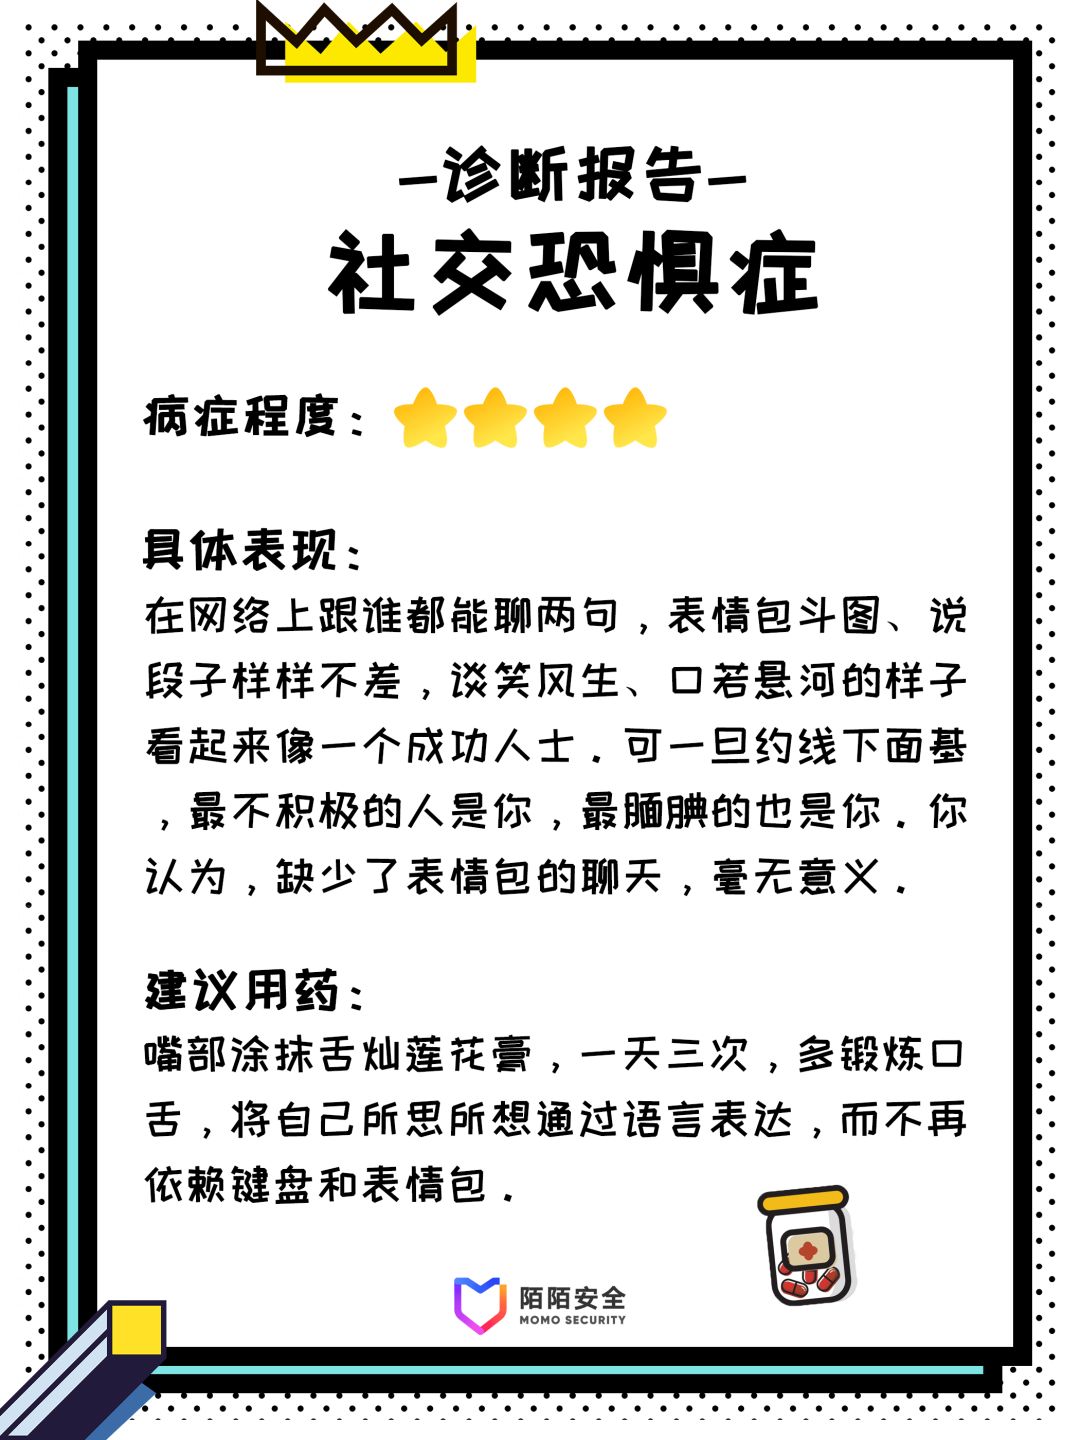 –诊断报告–
社交恐惧症
病症程度：
具体表现：
在网络上跟谁都能聊两句，表情包斗图、说
段子样样不差，谈笑风生、口若悬河的样子
看起来像一个成功人士．可一旦约线下面基
，最不积极的人是你，最腼腆的也是你．你
认为，缺少了表情包的聊天，毫无意义．
建议用药：
嘴部涂抹舌灿莲花膏，一天三次，多锻炼口
舌，将自己所思所想通过语言表达，而不再
依赖键盘和表情包．
陌陌安全
MOMO SECURITY